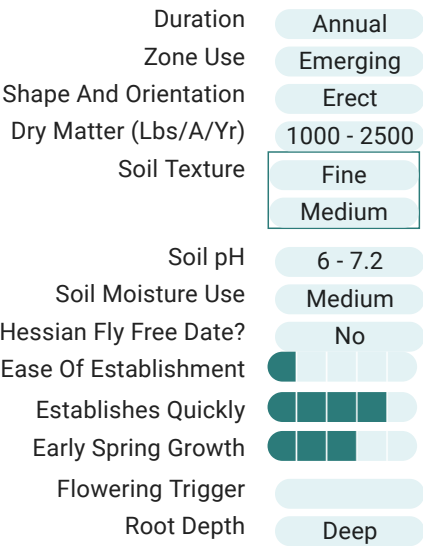 Duration Annual
Zone Use Emerging
Shape And Orientation Erect
Dry Matter (Lbs/A/Yr) 1000 - 2500
Soil Texture Fine
Medium
Soil pH 6 - 7.2
Soil Moisture Use Medium
Hessian Fly Free Date? No
Ease Of Establishment
Establishes Quickly
Early Spring Growth
Flowering Trigger
Root Depth Deep